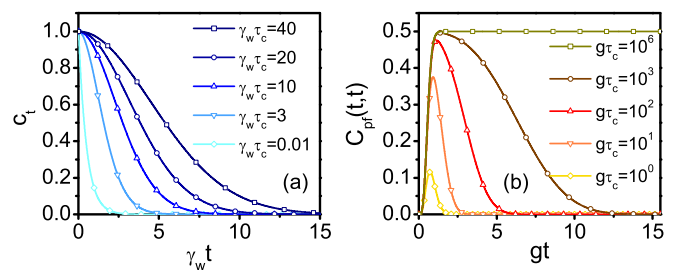 1.0
0.8
0.6
0.4
0.2
0.0
c_t
0 5 10 15
γ_w t
γ_wτ_c=40
γ_wτ_c=20
γ_wτ_c=10
γ_wτ_c=3
γ_wτ_c=0.01
(a)
0.5
0.4
0.3
0.2
0.1
0.0
C_pf(t,t)
0 5 10 15
gt
gτ_c=10^6
gτ_c=10^3
gτ_c=10^2
gτ_c=10^1
gτ_c=10^0
(b)